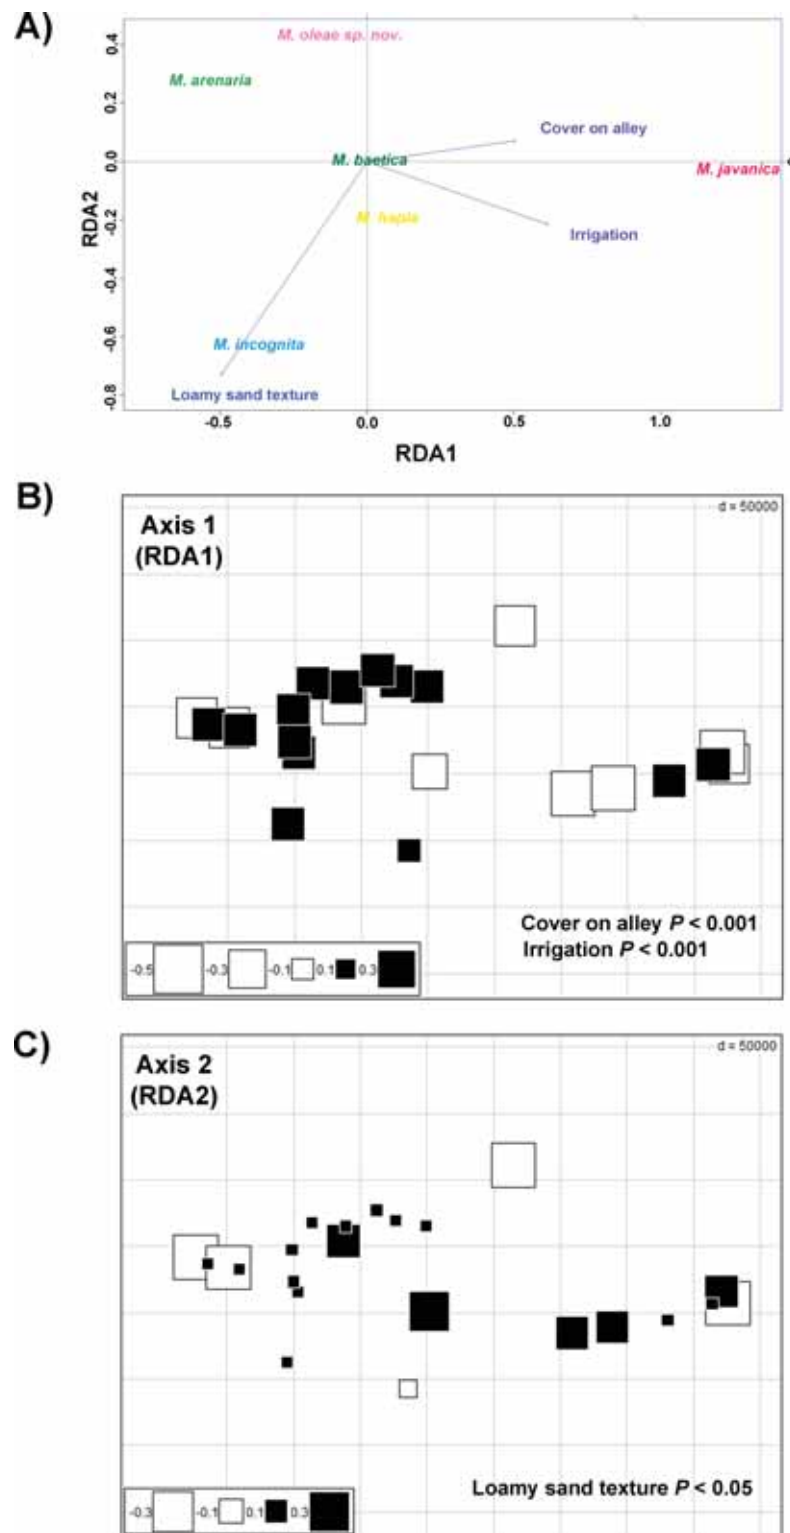 A)
M. oleae sp. nov.
M. arenaria
Cover on alley
M. baetica
M. javanica
M. hapla
Irrigation
M. incognita
Loamy sand texture
RDA2
0.4
0.2
0.0
-0.2
-0.4
-0.6
-0.8
-0.5 0.0 0.5 1.0
RDA1
B)
Axis 1
(RDA1)
d = 50000
Cover on alley P < 0.001
Irrigation P < 0.001
-0.5 -0.3 -0.1 0.1 0.3
C)
Axis 2
(RDA2)
d = 50000
Loamy sand texture P < 0.05
-0.3 -0.1 0.1 0.3